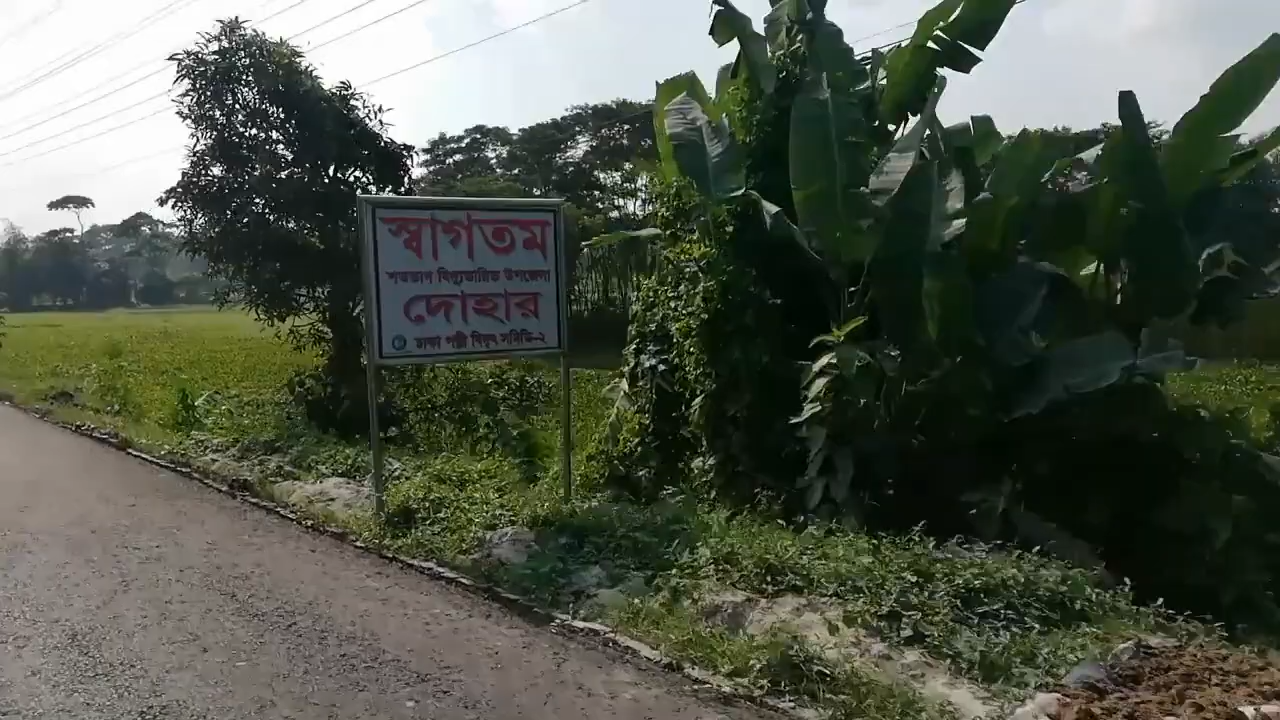 স্বাগতম
শতভাগ বিদ্যুতায়িত উপজেলা
দোহার
ঢাকা পল্লী বিদ্যুৎ সমিতি-২